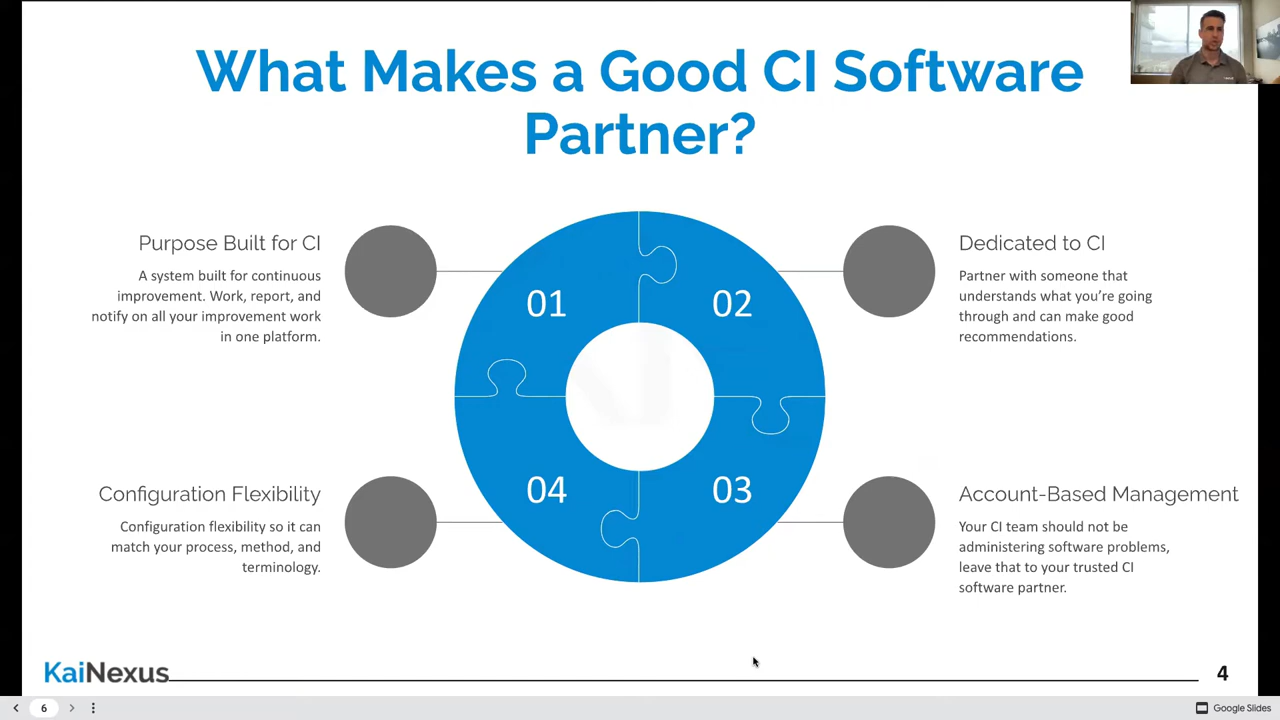 What Makes a Good CI Software
Partner?
Purpose Built for CI
A system built for continuous
improvement. Work, report, and
notify on all your improvement work
in one platform.
01
02
Dedicated to CI
Partner with someone that
understands what you’re going
through and can make good
recommendations.
Configuration Flexibility
Configuration flexibility so it can
match your process, method, and
terminology.
04
03
Account-Based Management
Your CI team should not be
administering software problems,
leave that to your trusted CI
software partner.
KaiNexus
4
6
Google Slides